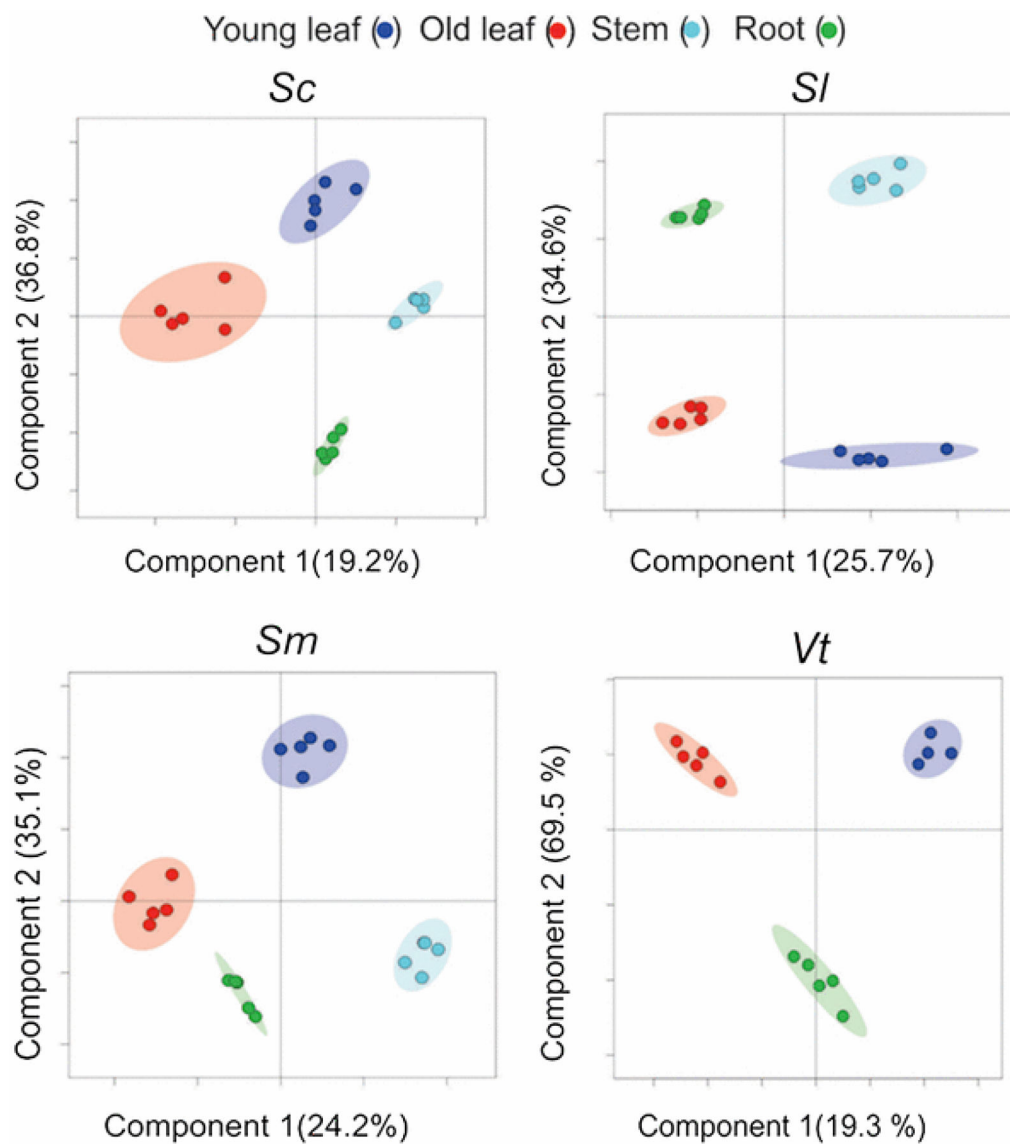 Young leaf (●) Old leaf (●) Stem (●) Root (●)
Sc
Sl
Component 2 (36.8%)
Component 2 (34.6%)
Component 1(19.2%)
Component 1(25.7%)
Sm
Vt
Component 2 (35.1%)
Component 2 (69.5 %)
Component 1(24.2%)
Component 1(19.3 %)